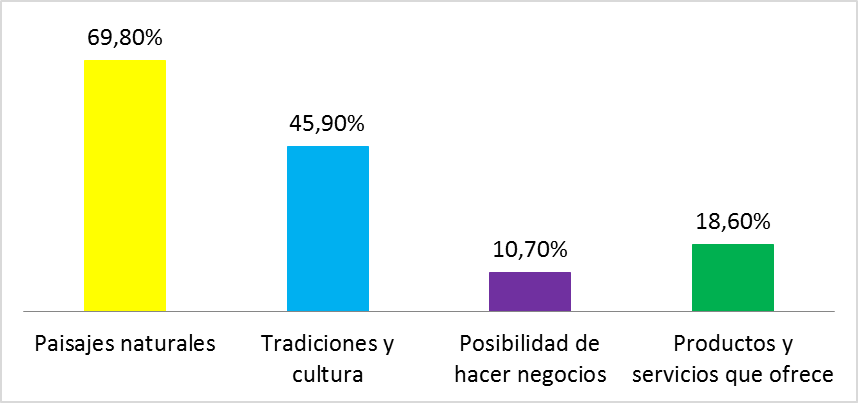 69,80%
45,90%
10,70%
18,60%
Paisajes naturales
Tradiciones y
cultura
Posibilidad de
hacer negocios
Productos y
servicios que ofrece